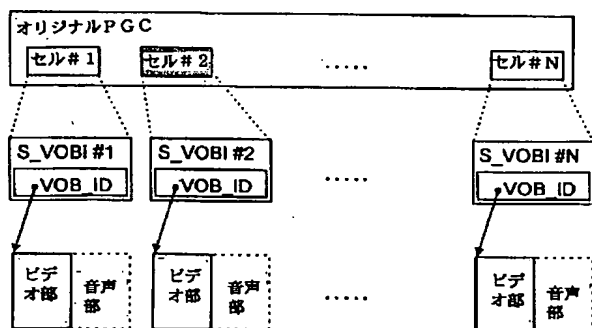 オリジナルPGC
セル#1
セル#2
.....
セル#N
S_VOBI #1
VOB_ID
S_VOBI #2
VOB_ID
.....
S_VOBI #N
VOB_ID
ビデ
オ部
音声
部
ビデ
オ部
音声
部
.....
ビデ
オ部
音声
部